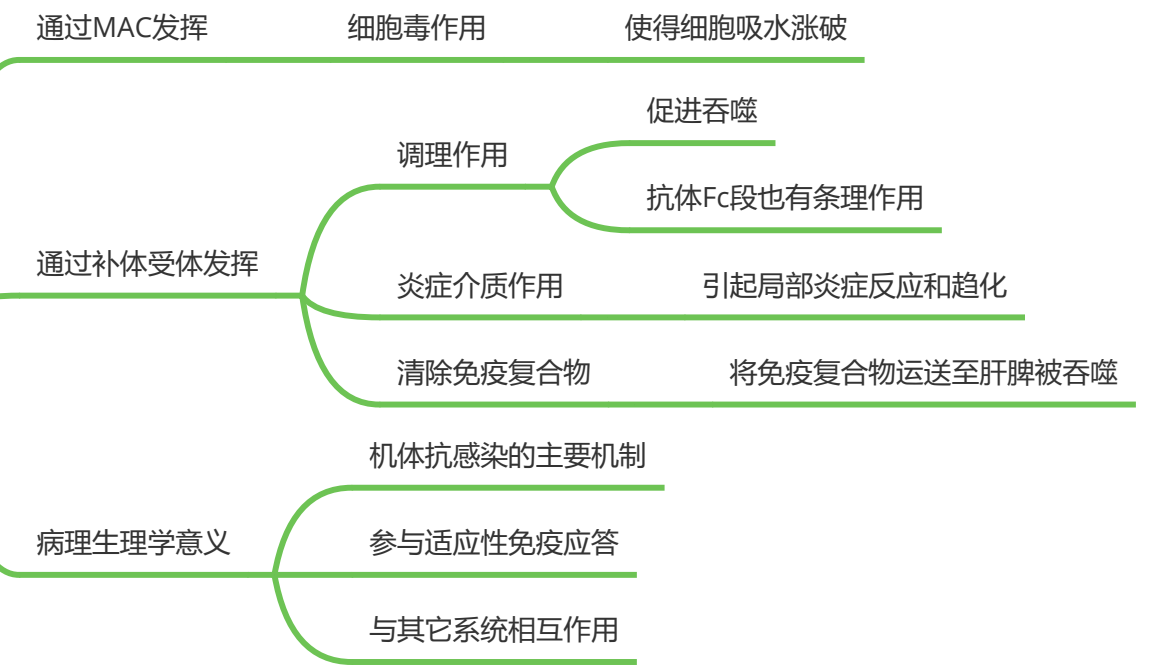 通过MAC发挥 细胞毒作用 使得细胞吸水涨破
促进吞噬
调理作用
抗体Fc段也有条理作用
通过补体受体发挥
炎症介质作用 引起局部炎症反应和趋化
清除免疫复合物 将免疫复合物运送至肝脾被吞噬
机体抗感染的主要机制
病理生理学意义 参与适应性免疫应答
与其它系统相互作用